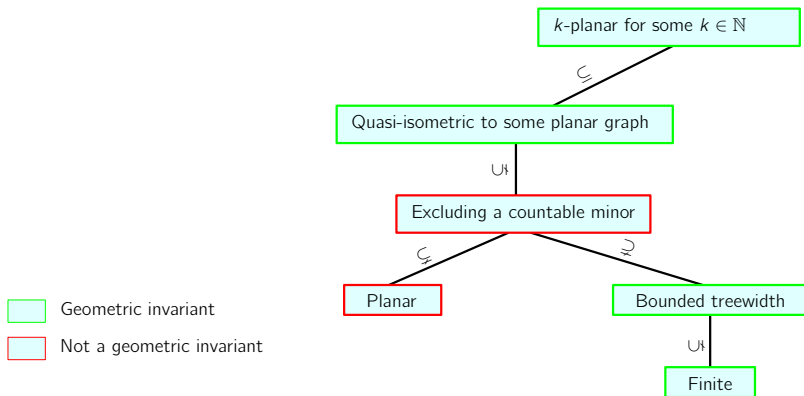 k-planar for some k ∈ ℕ
⊆
Quasi-isometric to some planar graph
⊊
Excluding a countable minor
⊊
⊋
Planar
Bounded treewidth
⊊
Finite
Geometric invariant
Not a geometric invariant